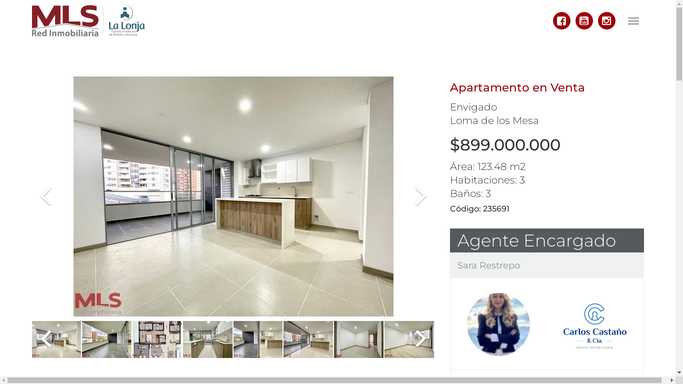 MLS
Red Inmobiliaria
La Lonja
Apartamento en Venta
Envigado
Loma de los Mesa
$899.000.000
Área: 123.48 m2
Habitaciones: 3
Baños: 3
Código: 235691
Agente Encargado
Sara Restrepo
Carlos Castaño
& Cía.
MLS